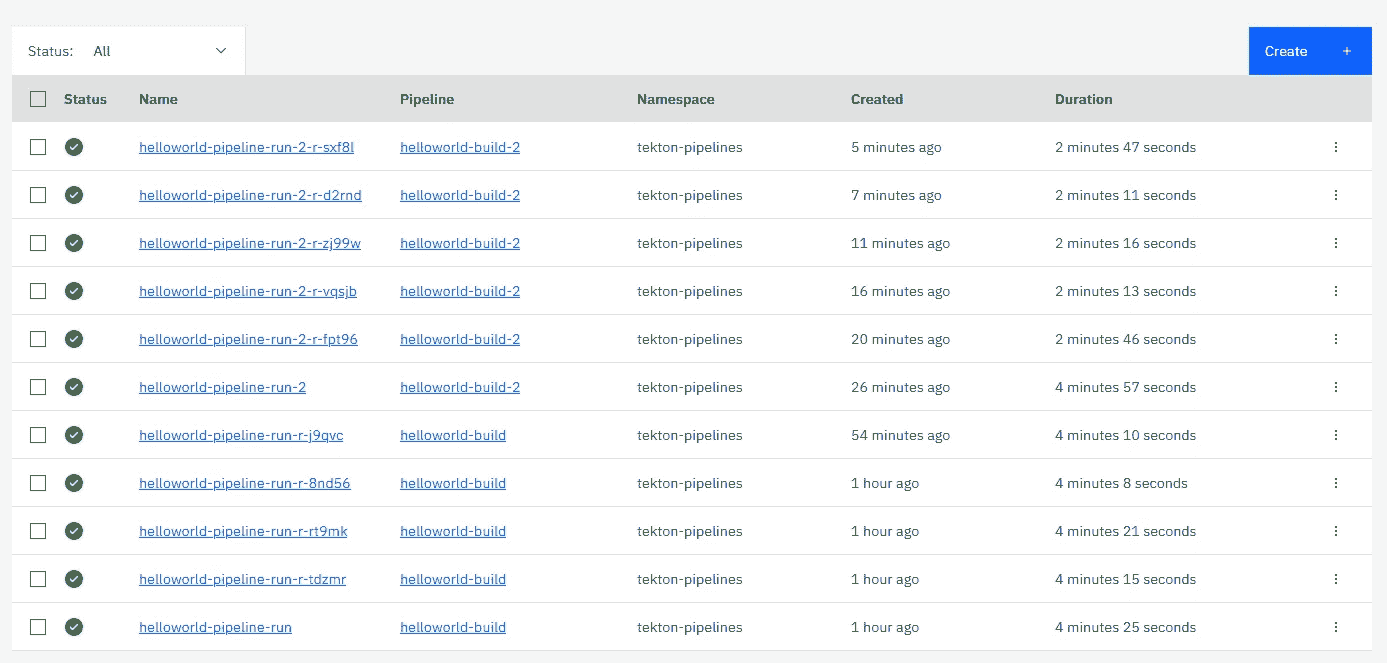 Status: All Create +
Status Name Pipeline Namespace Created Duration
helloworld-pipeline-run-2-r-sxf8l helloworld-build-2 tekton-pipelines 5 minutes ago 2 minutes 47 seconds
helloworld-pipeline-run-2-r-d2rnd helloworld-build-2 tekton-pipelines 7 minutes ago 2 minutes 11 seconds
helloworld-pipeline-run-2-r-zj99w helloworld-build-2 tekton-pipelines 11 minutes ago 2 minutes 16 seconds
helloworld-pipeline-run-2-r-vqsjb helloworld-build-2 tekton-pipelines 16 minutes ago 2 minutes 13 seconds
helloworld-pipeline-run-2-r-fpt96 helloworld-build-2 tekton-pipelines 20 minutes ago 2 minutes 46 seconds
helloworld-pipeline-run-2 helloworld-build-2 tekton-pipelines 26 minutes ago 4 minutes 57 seconds
helloworld-pipeline-run-r-j9qvc helloworld-build tekton-pipelines 54 minutes ago 4 minutes 10 seconds
helloworld-pipeline-run-r-8nd56 helloworld-build tekton-pipelines 1 hour ago 4 minutes 8 seconds
helloworld-pipeline-run-r-rt9mk helloworld-build tekton-pipelines 1 hour ago 4 minutes 21 seconds
helloworld-pipeline-run-r-tdzmr helloworld-build tekton-pipelines 1 hour ago 4 minutes 15 seconds
helloworld-pipeline-run helloworld-build tekton-pipelines 1 hour ago 4 minutes 25 seconds